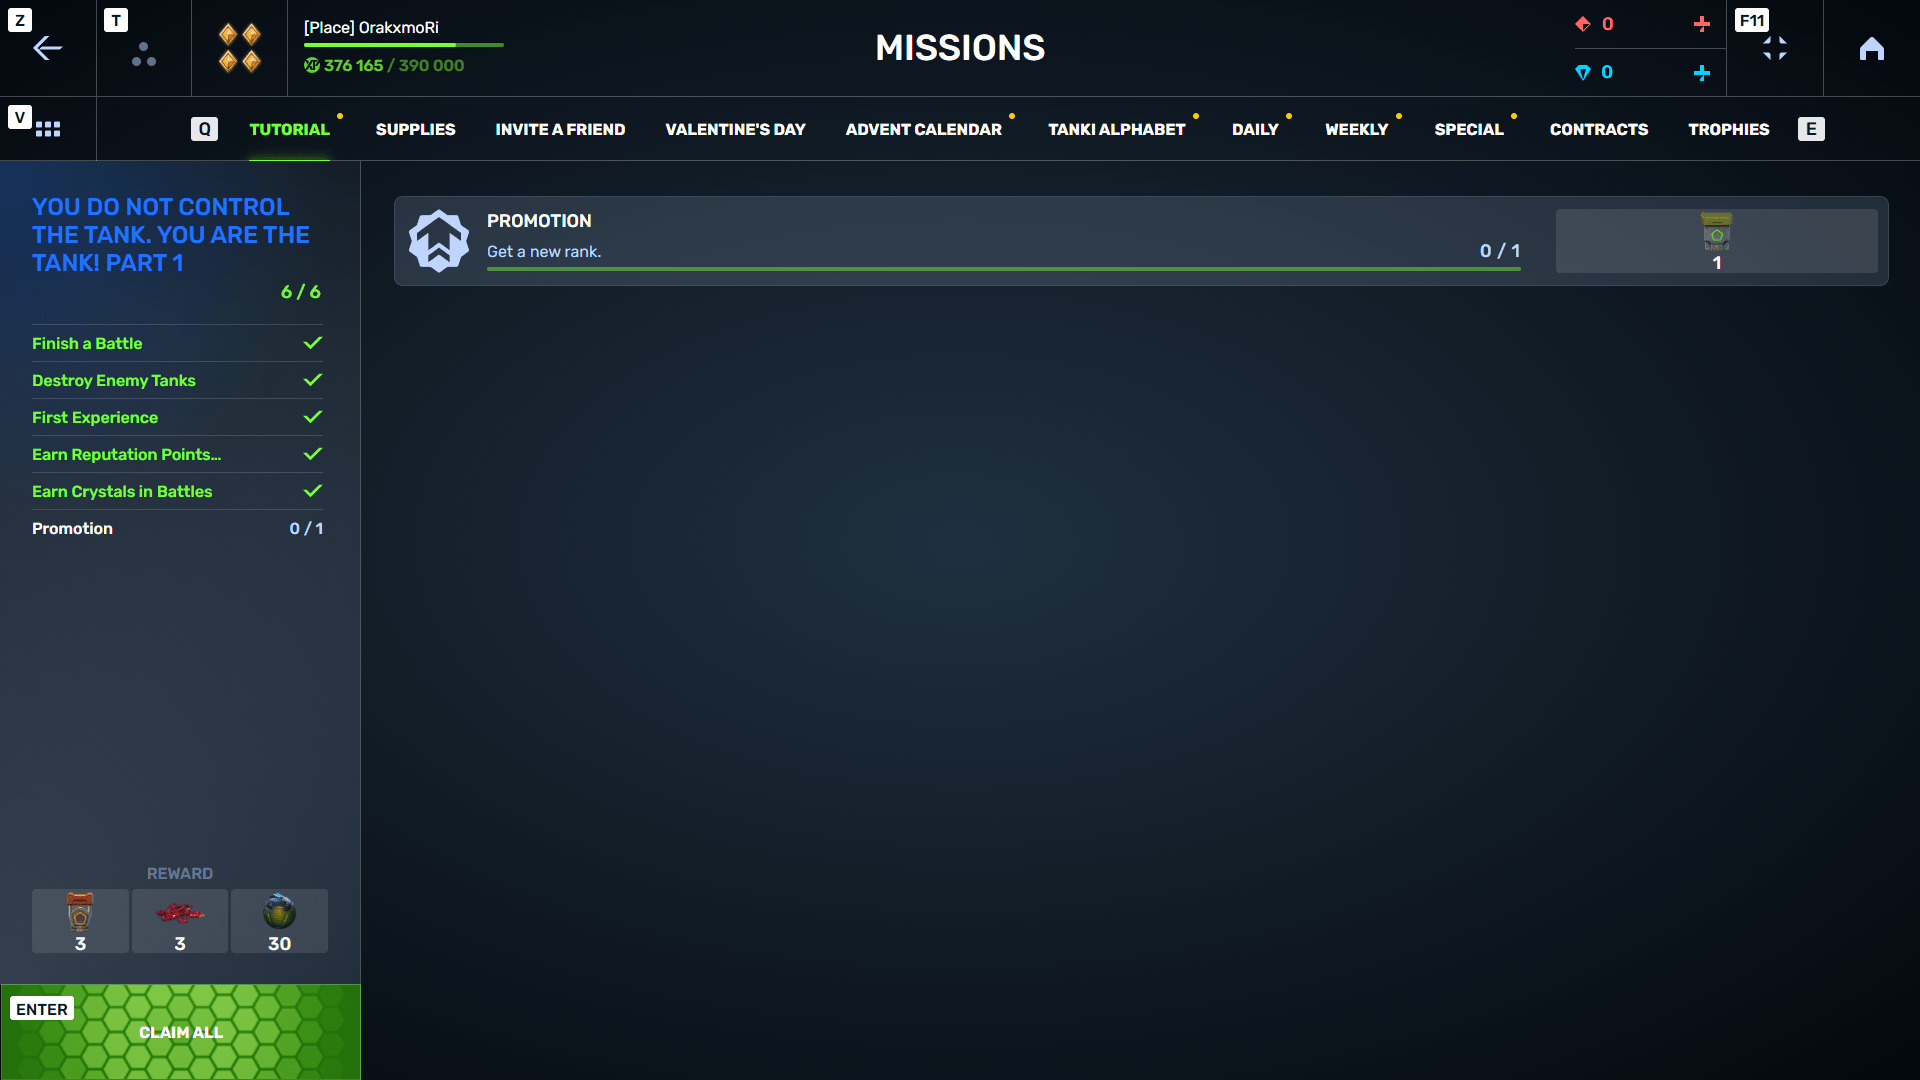 Z
T
[Place] OrakxmoRi
XP 376 165 / 390 000
MISSIONS
0
0
F11
V
Q
TUTORIAL
SUPPLIES
INVITE A FRIEND
VALENTINE'S DAY
ADVENT CALENDAR
TANKI ALPHABET
DAILY
WEEKLY
SPECIAL
CONTRACTS
TROPHIES
E
YOU DO NOT CONTROL
THE TANK. YOU ARE THE
TANK! PART 1
6 / 6
Finish a Battle
Destroy Enemy Tanks
First Experience
Earn Reputation Points...
Earn Crystals in Battles
Promotion 0 / 1
REWARD
3 3 30
ENTER
CLAIM ALL
PROMOTION
Get a new rank.
0 / 1
1